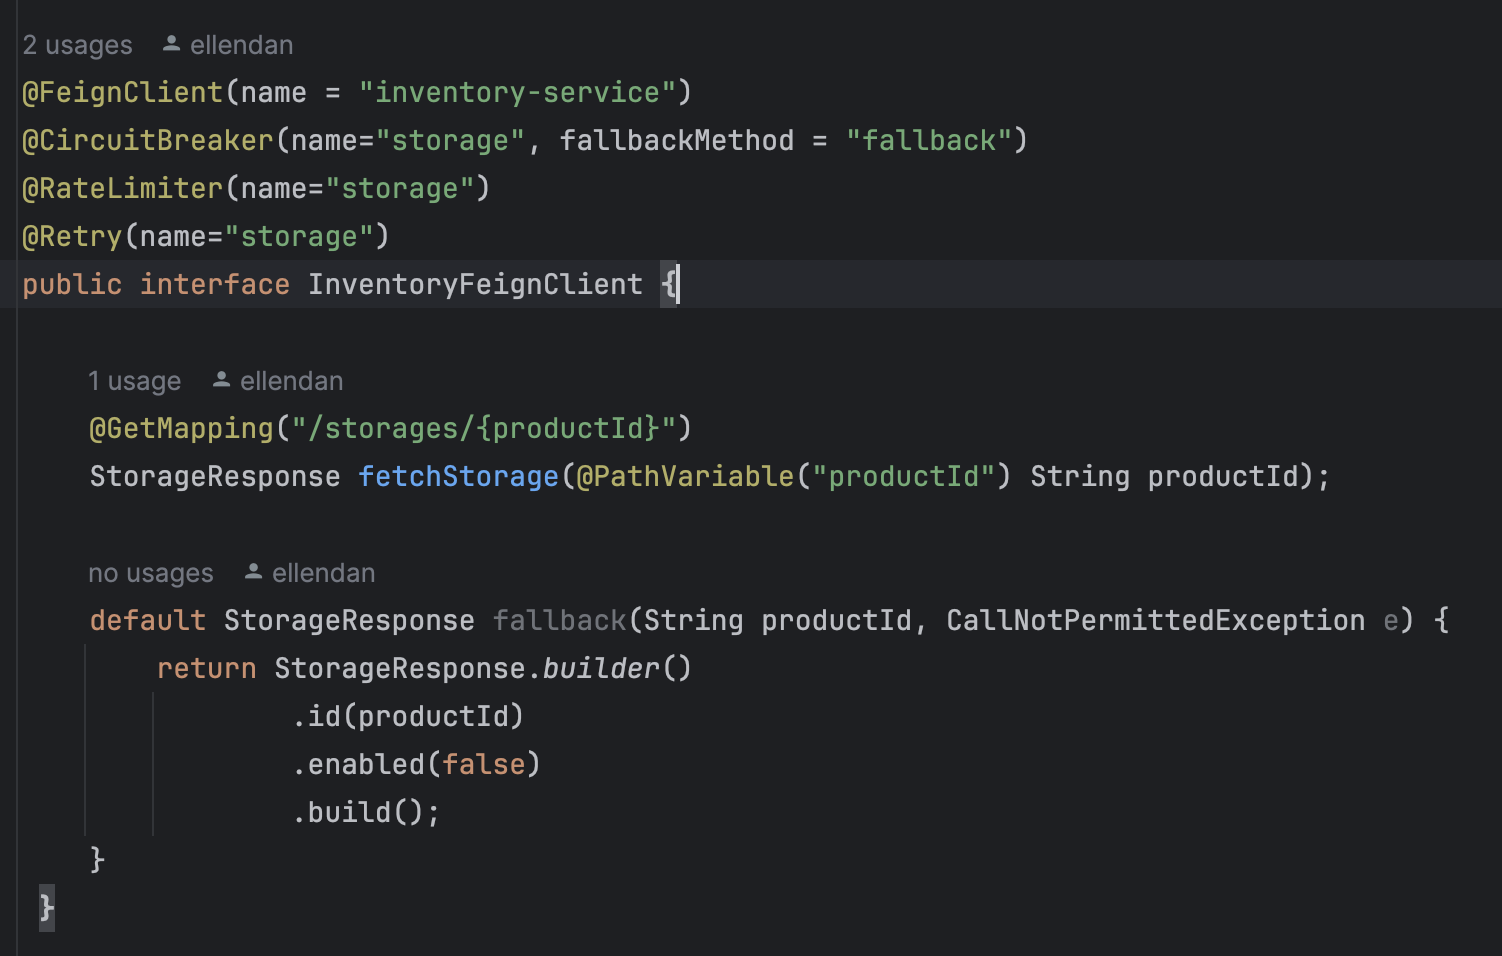 2 usages ellendan
@FeignClient(name = "inventory-service")
@CircuitBreaker(name="storage", fallbackMethod = "fallback")
@RateLimiter(name="storage")
@Retry(name="storage")
public interface InventoryFeignClient {
1 usage ellendan
@GetMapping("/storages/{productId}")
StorageResponse fetchStorage(@PathVariable("productId") String productId);
no usages ellendan
default StorageResponse fallback(String productId, CallNotPermittedException e) {
return StorageResponse.builder()
.id(productId)
.enabled(false)
.build();
}
}